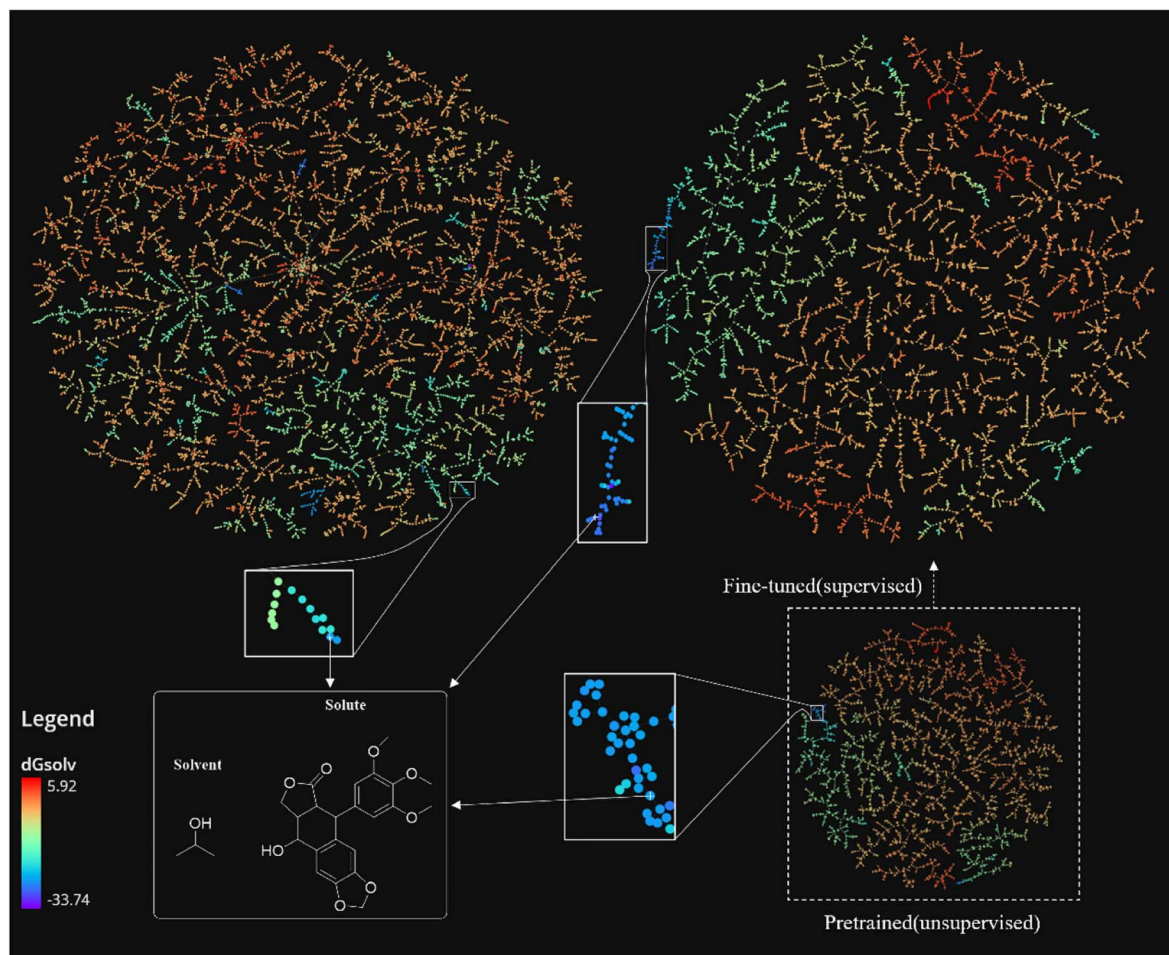 Fine-tuned(supervised)
Solute
Solvent
OH
O
O
O
O
O
HO
O
O
Legend
dGsolv
5.92
-33.74
Pretrained(unsupervised)